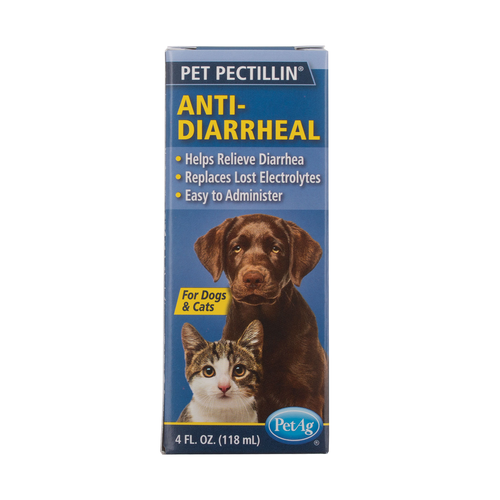 PET PECTILLIN®
ANTI-
DIARRHEAL
• Helps Relieve Diarrhea
• Replaces Lost Electrolytes
• Easy to Administer
For Dogs
& Cats
PetAg®
4 FL. OZ. (118 mL)